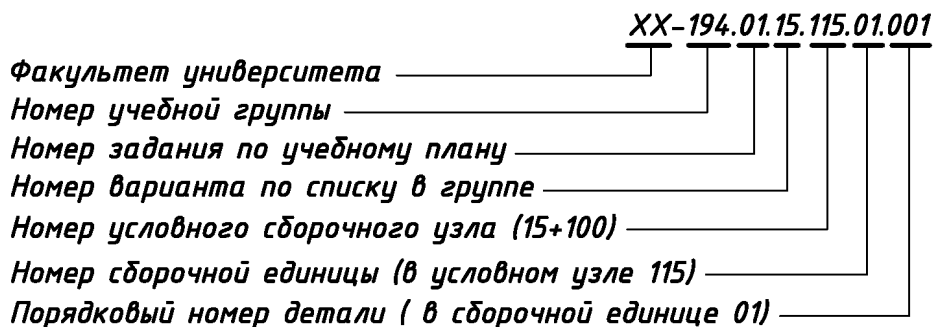 XX-194.01.15.115.01.001
Факультет университета
Номер учебной группы
Номер задания по учебному плану
Номер варианта по списку в группе
Номер условного сборочного узла (15+100)
Номер сборочной единицы (в условном узле 115)
Порядковый номер детали ( в сборочной единице 01)